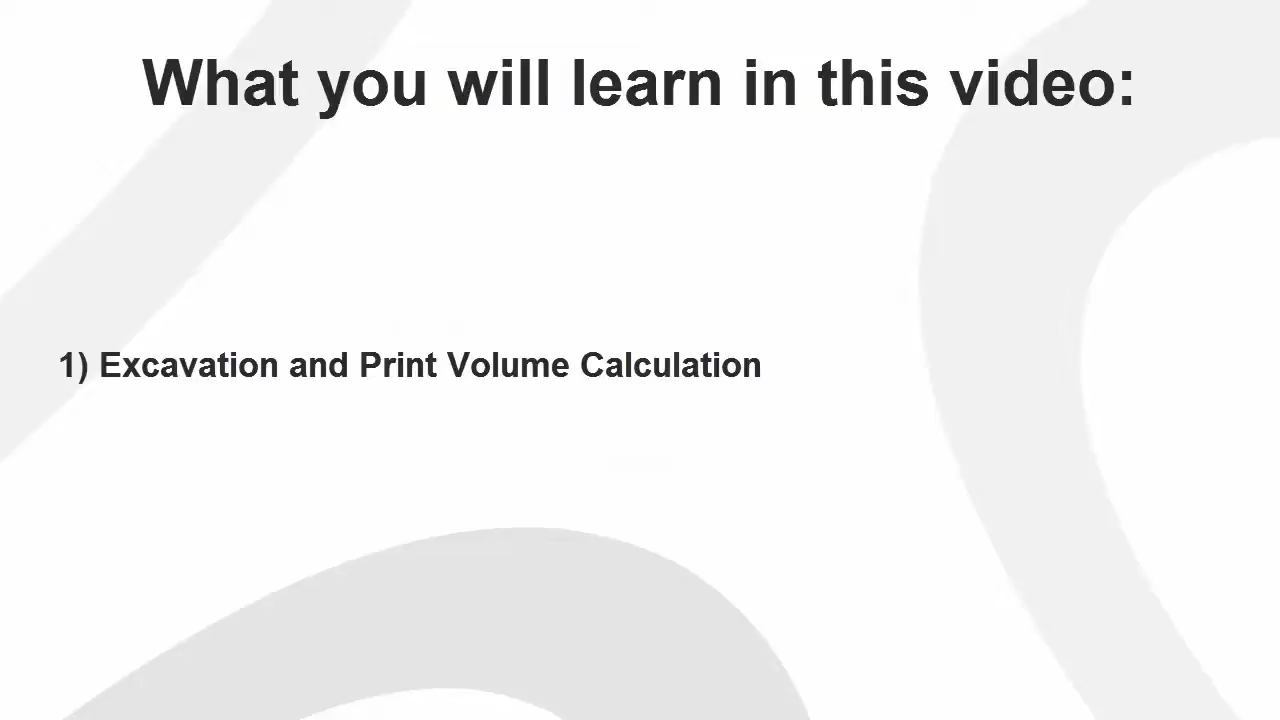 What you will learn in this video:
1) Excavation and Print Volume Calculation